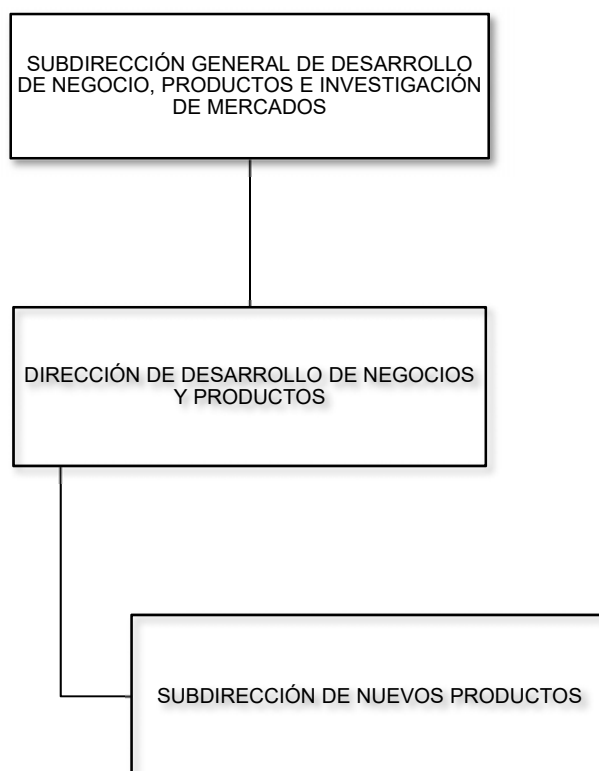 SUBDIRECCIÓN GENERAL DE DESARROLLO
DE NEGOCIO, PRODUCTOS E INVESTIGACIÓN
DE MERCADOS
DIRECCIÓN DE DESARROLLO DE NEGOCIOS
Y PRODUCTOS
SUBDIRECCIÓN DE NUEVOS PRODUCTOS